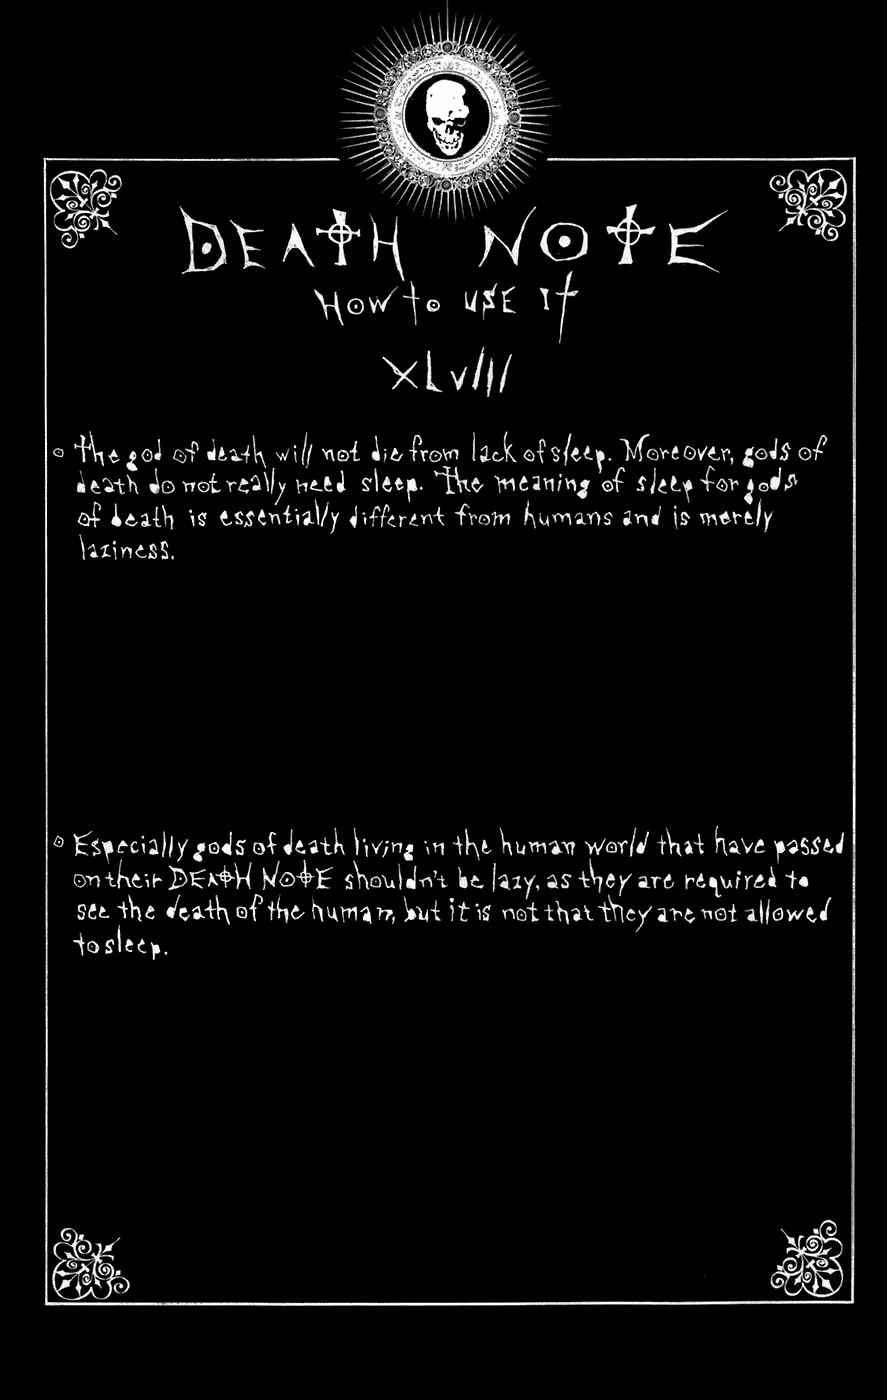 DEATH NOTE
HOW to USE It
XLVIII
The god of death will not die from lack of sleep. Moreover, gods of
death do not really need sleep. The meaning of sleep for gods
of death is essentially different from humans and is merely
laziness.
Especially gods of death living in the human world that have passed
on their DEATH NOTE shouldn't be lazy, as they are required to
see the death of the human, but it is not that they are not allowed
to sleep.